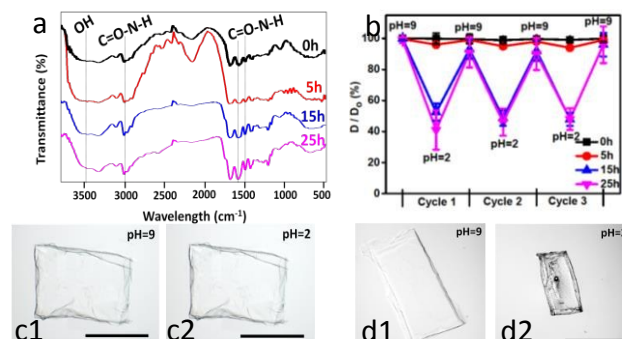 a
OH
C=O-N-H
C=O-N-H
0h
5h
15h
25h
Transmittance (%)
3500 3000 2500 2000 1500 1000 500
Wavelength (cm⁻¹)
b
pH=9
pH=9
pH=9
pH=9
100
80
60
40
20
0
D / D₀ (%)
pH=2
pH=2
pH=2
0h
5h
15h
25h
Cycle 1
Cycle 2
Cycle 3
pH=9
c1
pH=2
c2
pH=9
d1
d2